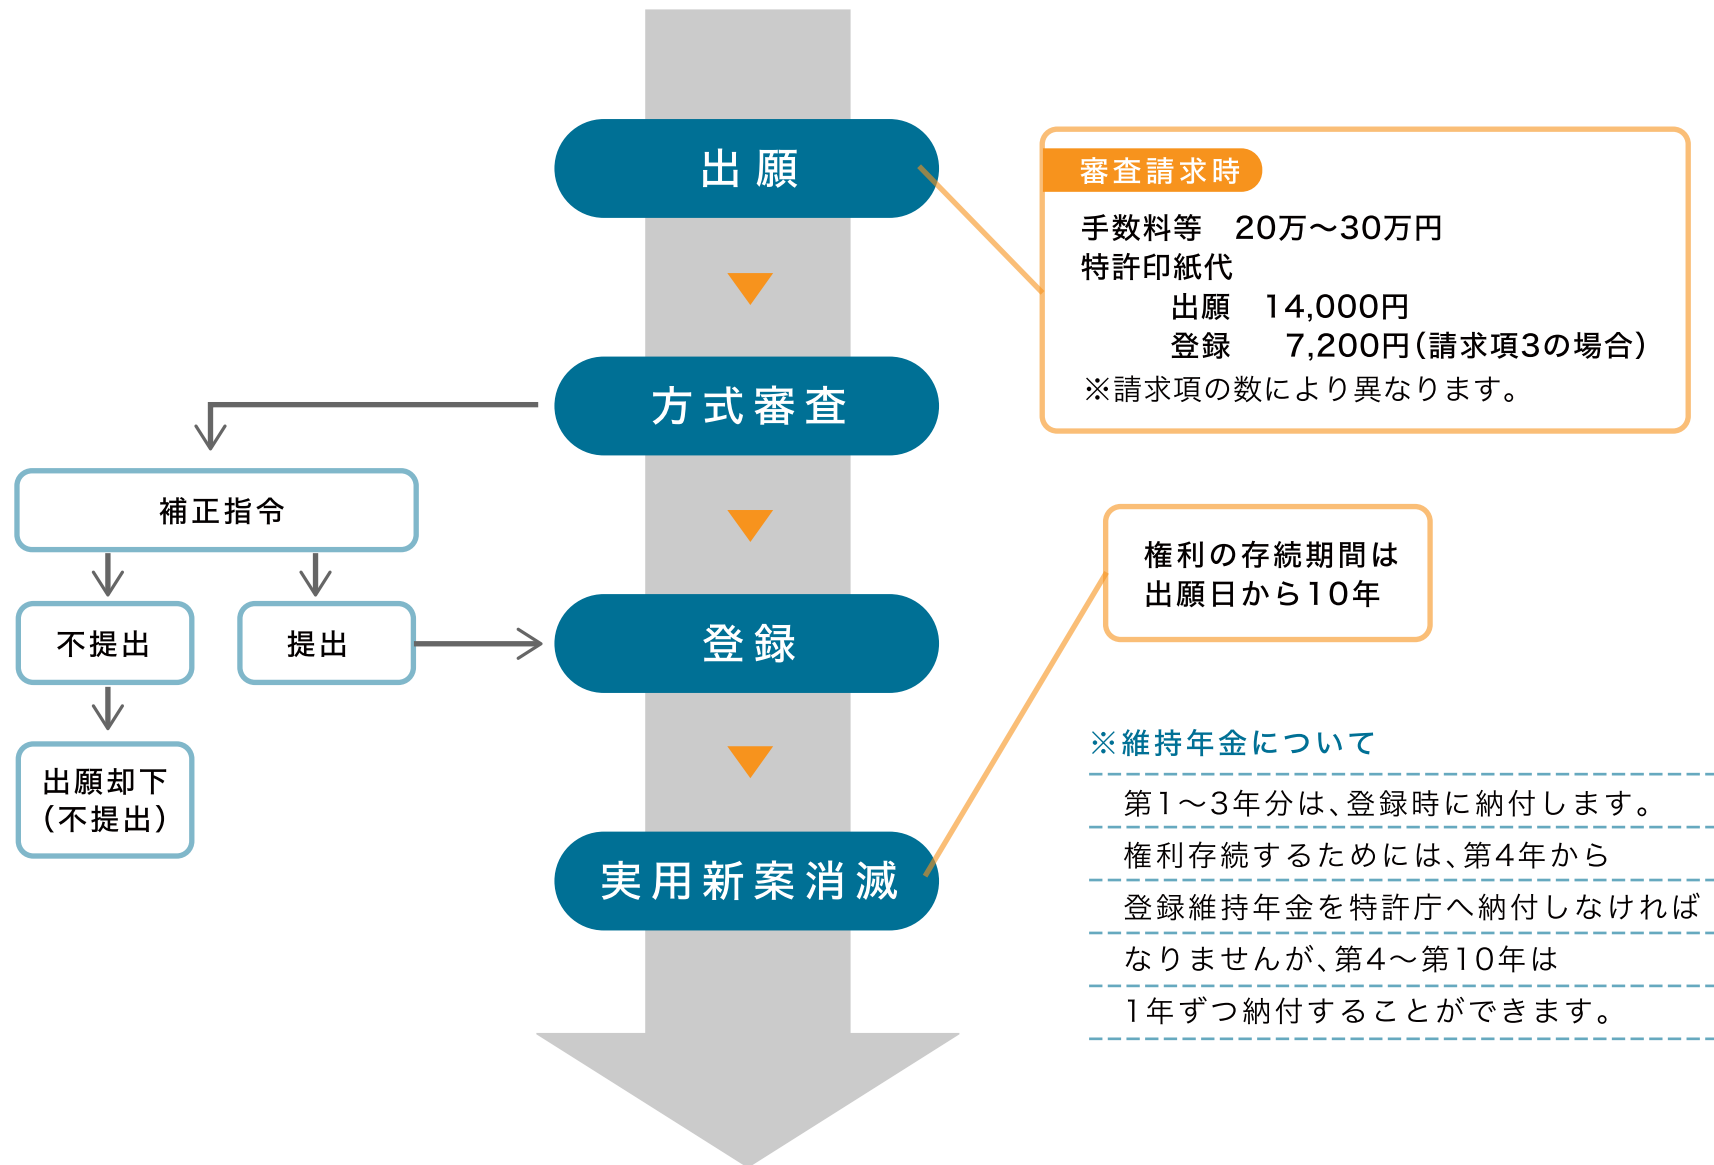 出願
審査請求時
手数料等　20万〜30万円
特許印紙代
出願　14,000円
登録　7,200円（請求項3の場合）
※請求項の数により異なります。
方式審査
補正指令
不提出
提出
出願却下
（不提出）
登録
権利の存続期間は
出願日から10年
実用新案消滅
※維持年金について
第1〜3年分は、登録時に納付します。
権利存続するためには、第4年から
登録維持年金を特許庁へ納付しなければ
なりませんが、第4〜第10年は
1年ずつ納付することができます。